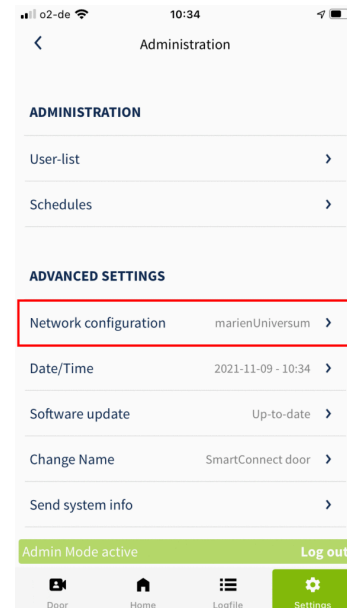 o2-de 10:34
Administration
ADMINISTRATION
User-list
Schedules
ADVANCED SETTINGS
Network configuration marienUniversum
Date/Time 2021-11-09 - 10:34
Software update Up-to-date
Change Name SmartConnect door
Send system info
Admin Mode active Log out
Door Home Logfile Settings